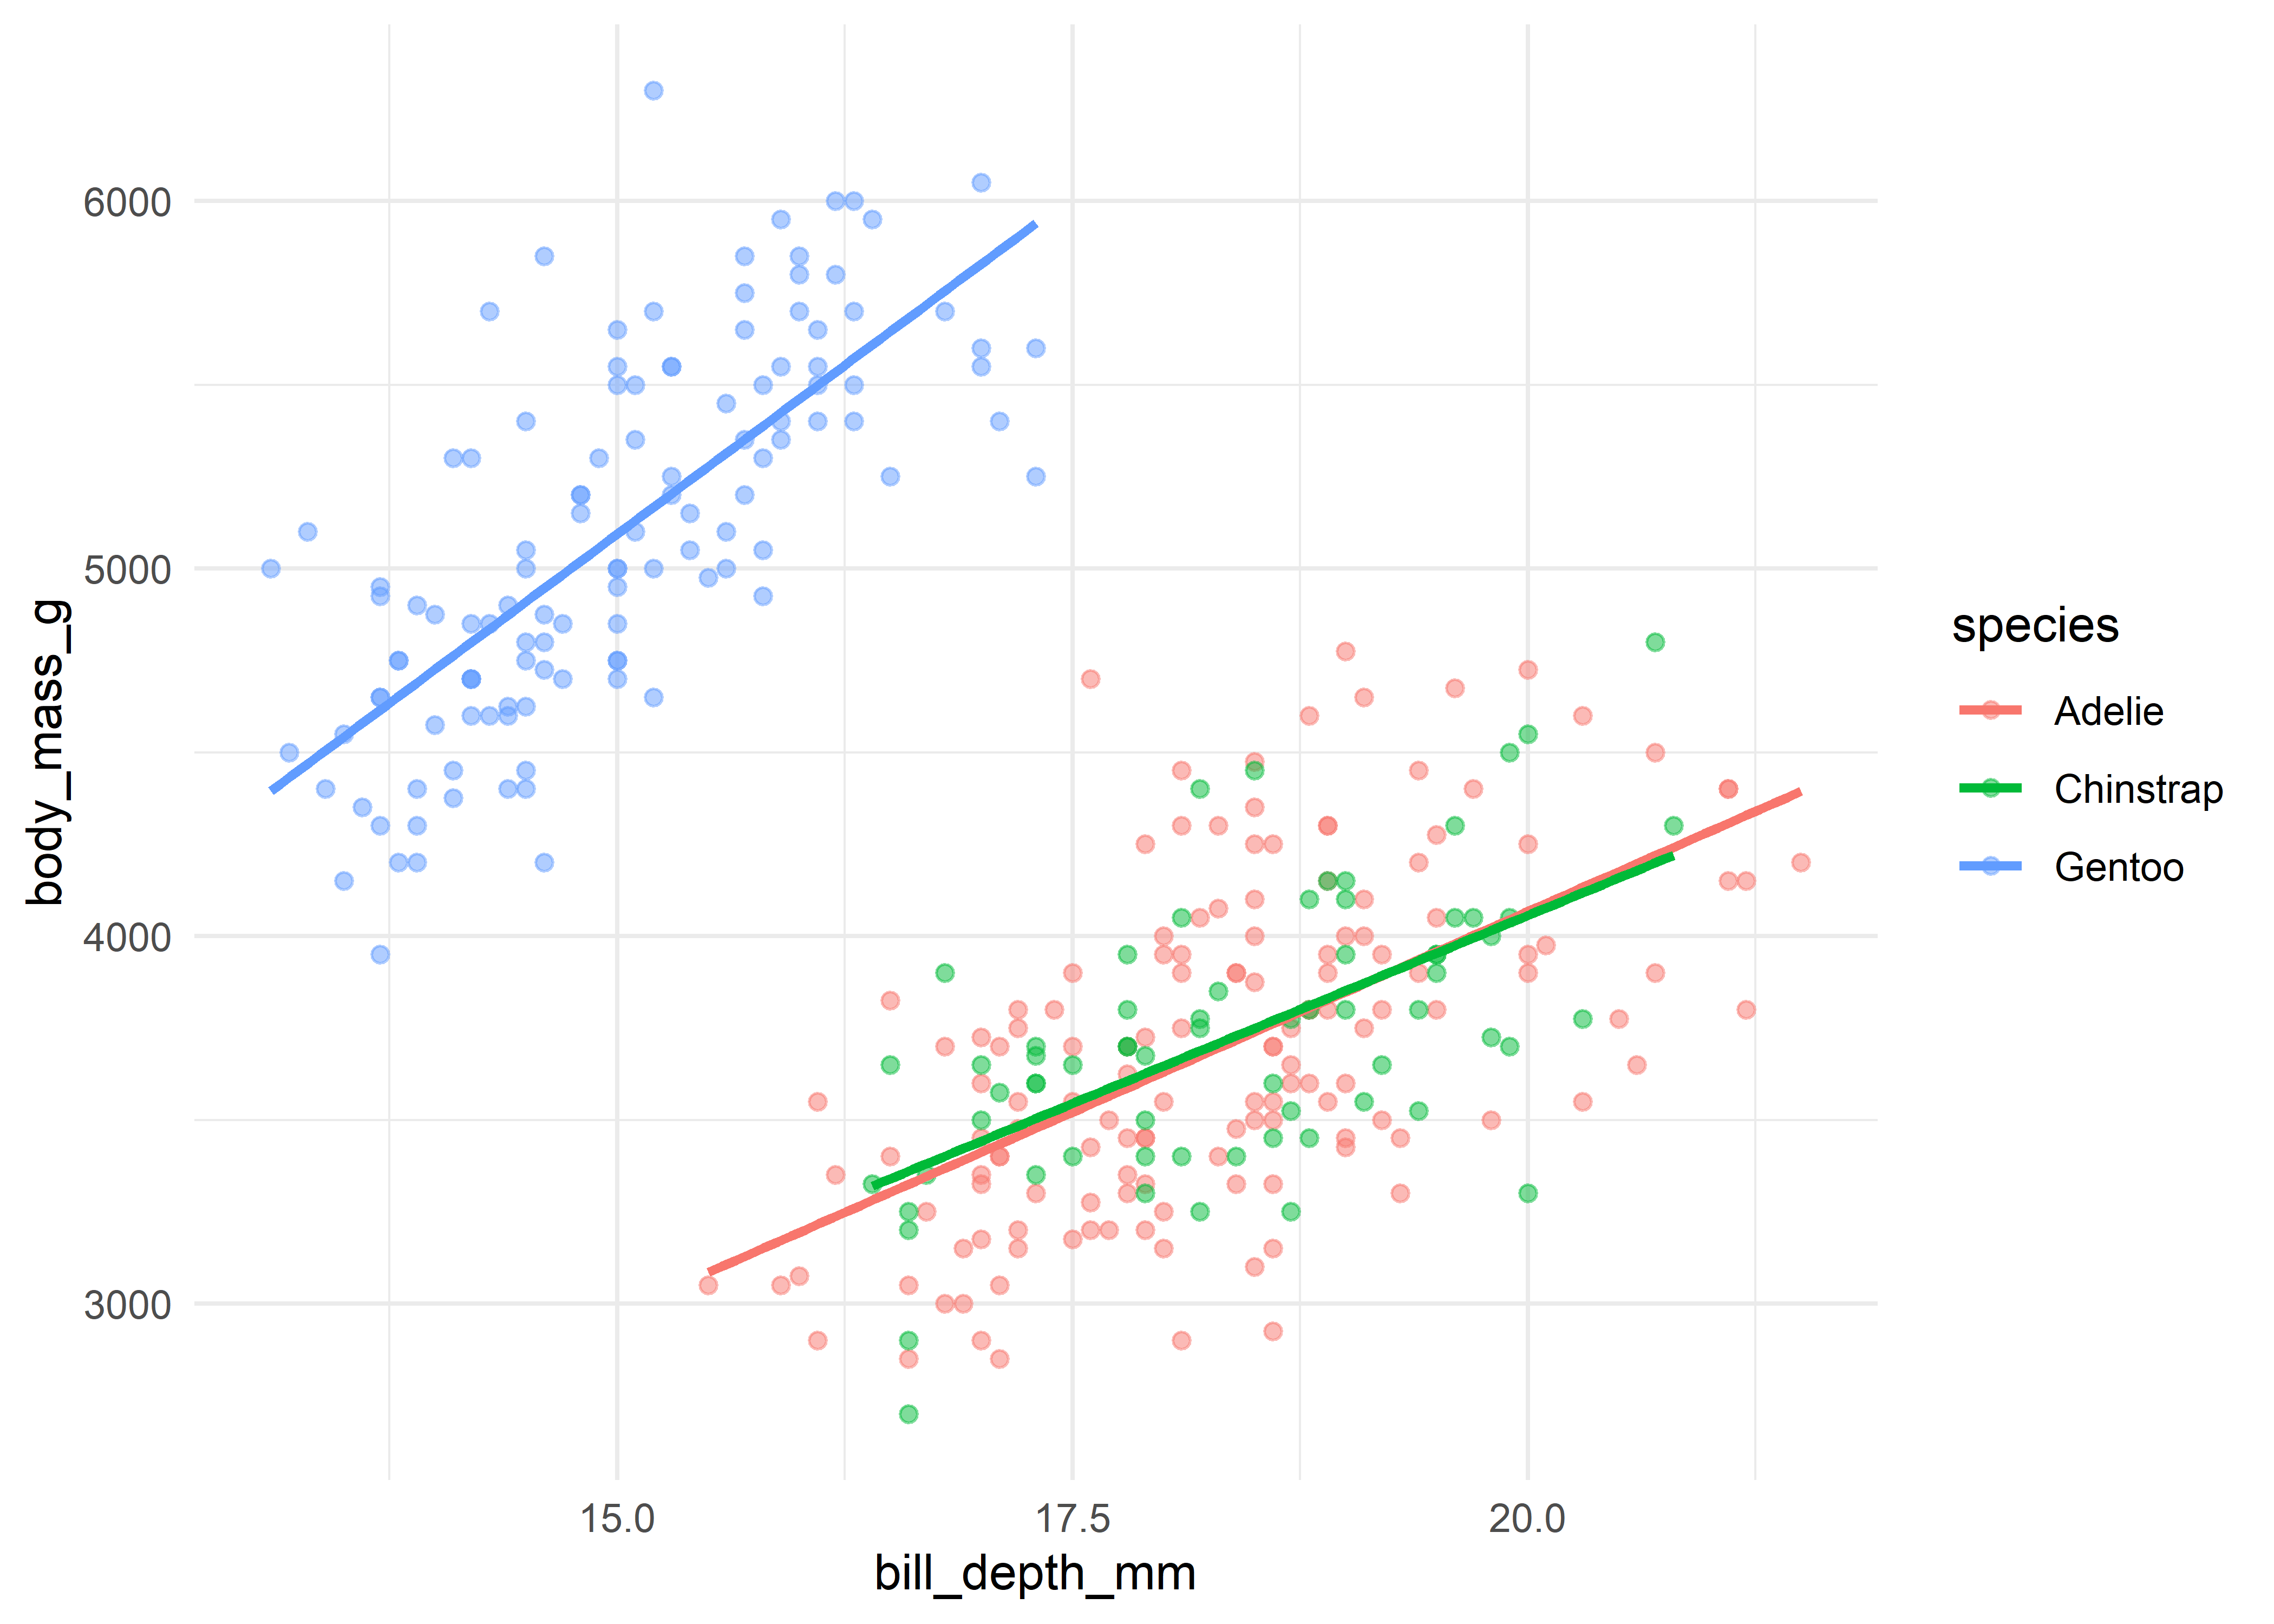 6000
5000
4000
3000
body_mass_g
15.0
17.5
20.0
bill_depth_mm
species
Adelie
Chinstrap
Gentoo